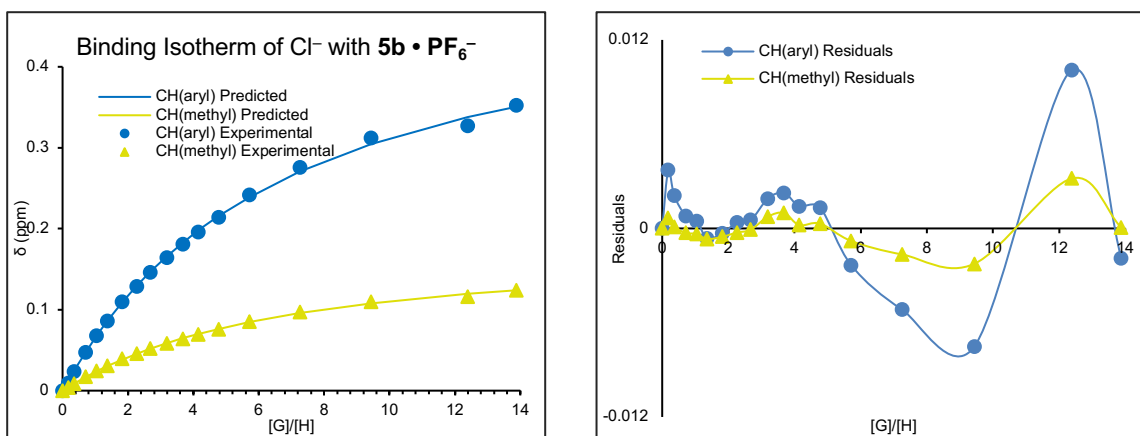 Binding Isotherm of Cl⁻ with 5b • PF₆⁻
0.4
0.3
0.2
0.1
0
δ (ppm)
CH(aryl) Predicted
CH(methyl) Predicted
CH(aryl) Experimental
CH(methyl) Experimental
0 2 4 6 8 10 12 14
[G]/[H]
0.012
0
-0.012
Residuals
CH(aryl) Residuals
CH(methyl) Residuals
0 2 4 6 8 10 12 14
[G]/[H]